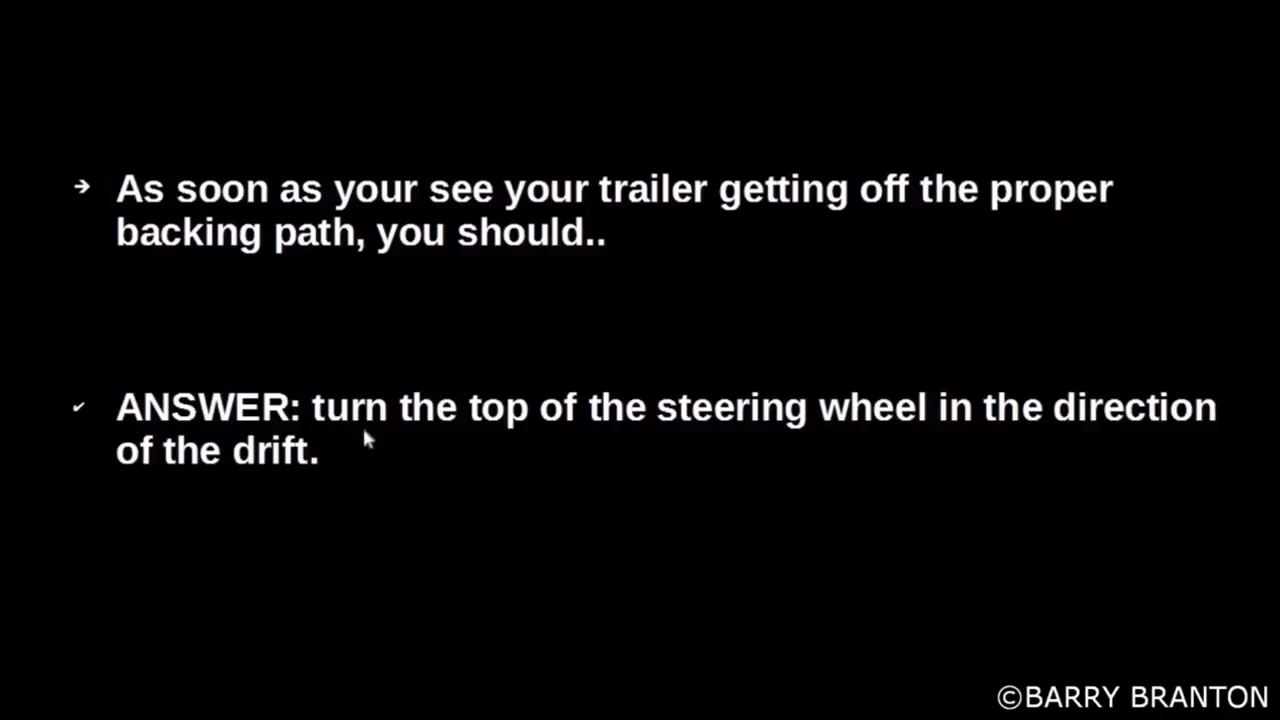 ➔ As soon as your see your trailer getting off the proper
backing path, you should..
✓ ANSWER: turn the top of the steering wheel in the direction
of the drift.
©BARRY BRANTON